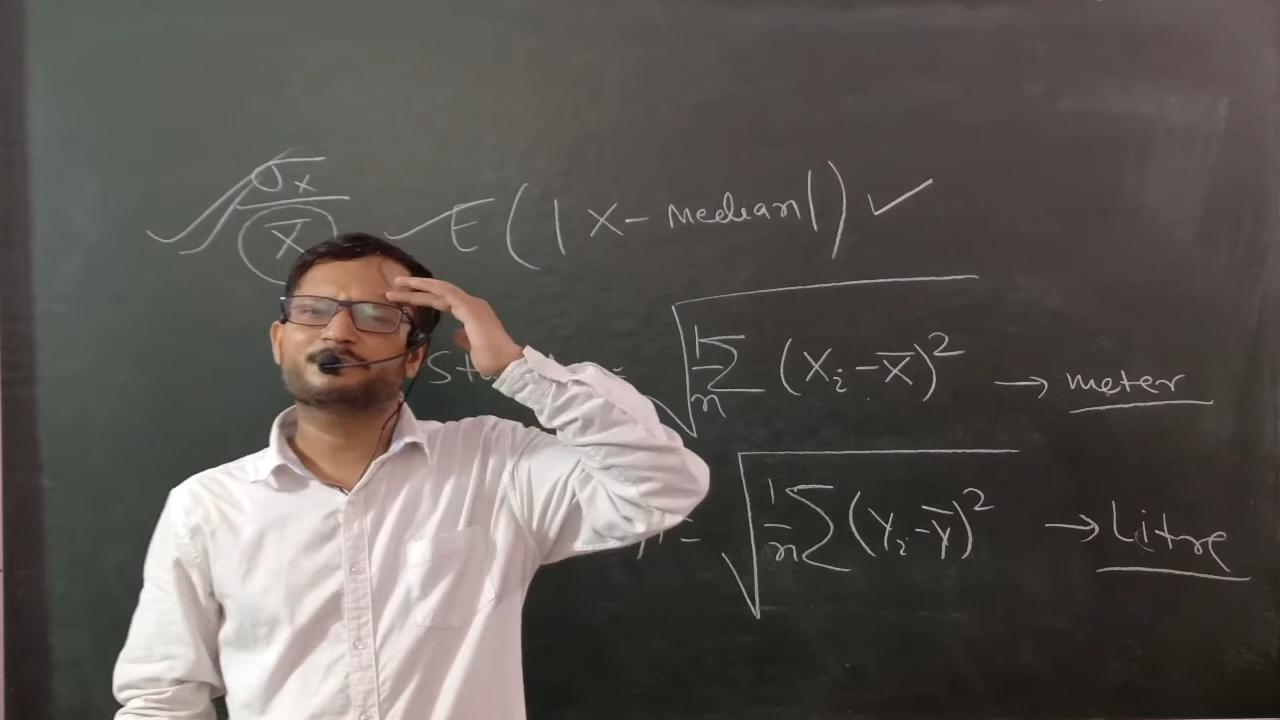 σx / X̄ E(|X - median|)
√(1/n Σ (Xi - X̄)²) → meter
= √(1/n Σ (Yi - Ȳ)²) → Litre